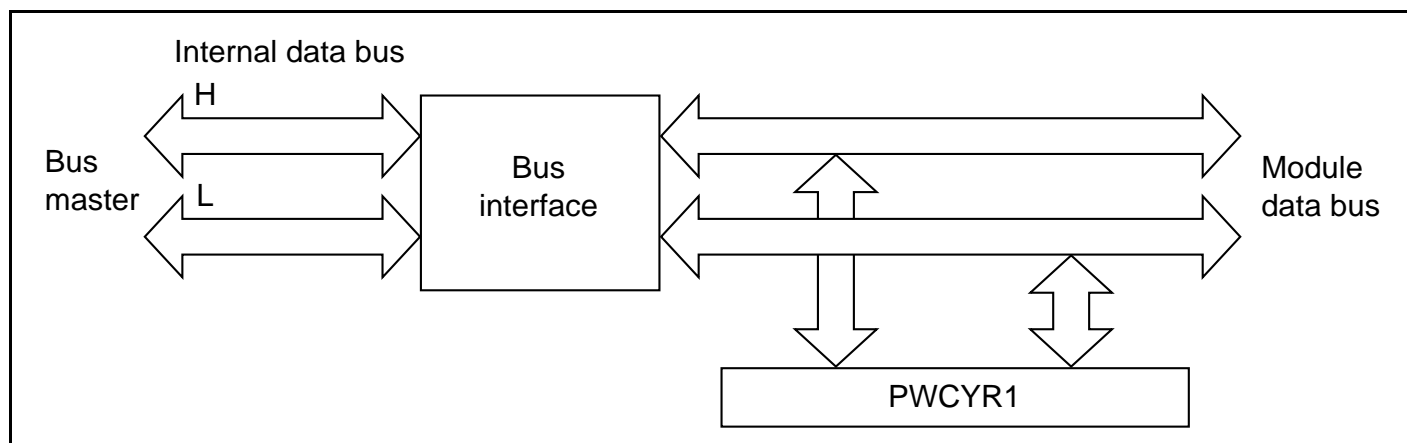 Internal data bus
H
Bus
master
L
Bus
interface
Module
data bus
PWCYR1